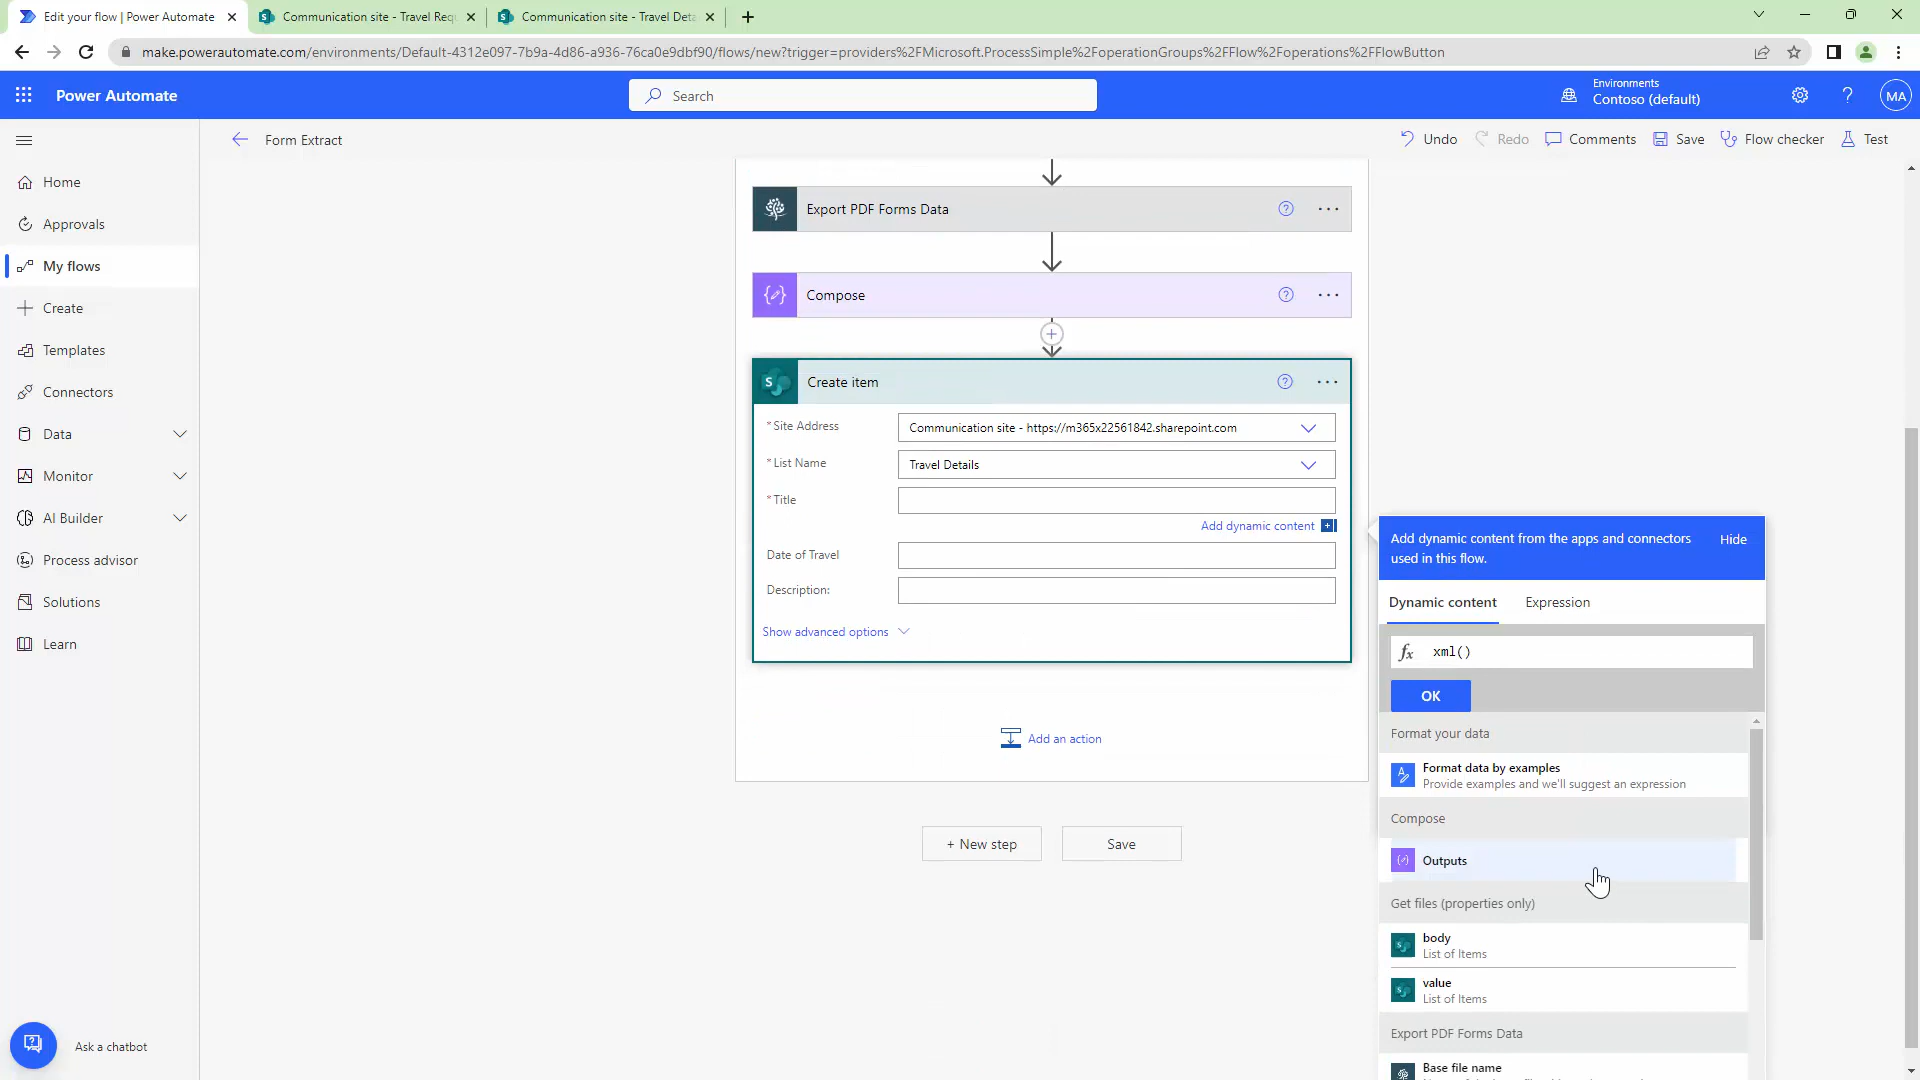 Edit your flow | Power Automate
Communication site - Travel Req
Communication site - Travel Deta
make.powerautomate.com/environments/Default-4312e097-7b9a-4d86-a936-76ca0e9dbf90/flows/new?trigger=providers%2FMicrosoft.ProcessSimple%2FoperationGroups%2FFlow%2Foperations%2FFlowButton
Power Automate
Search
Environments
Contoso (default)
?
MA
Form Extract
Undo
Redo
Comments
Save
Flow checker
Test
Home
Approvals
My flows
Create
Templates
Connectors
Data
Monitor
AI Builder
Process advisor
Solutions
Learn
Ask a chatbot
Export PDF Forms Data
Compose
Create item
*Site Address
Communication site - https://m365x22561842.sharepoint.com
*List Name
Travel Details
*Title
Add dynamic content
Date of Travel
Description:
Show advanced options
Add an action
+ New step
Save
Add dynamic content from the apps and connectors
used in this flow.
Hide
Dynamic content
Expression
fx
xml()
OK
Format your data
Format data by examples
Provide examples and we'll suggest an expression
Compose
Outputs
Get files (properties only)
body
List of Items
value
List of Items
Export PDF Forms Data
Base file name